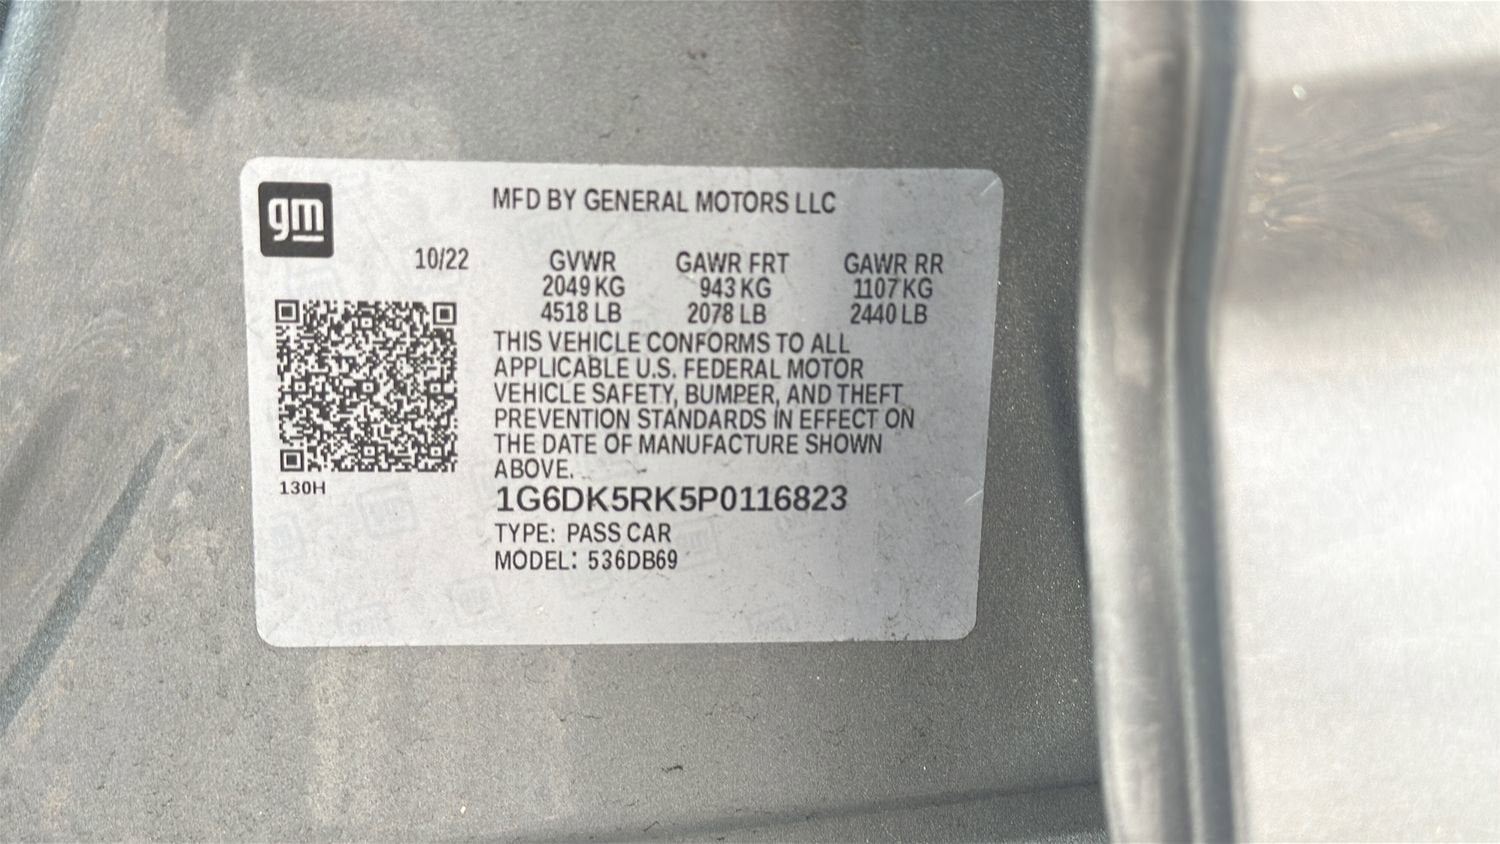 gm
MFD BY GENERAL MOTORS LLC
10/22
GVWR GAWR FRT GAWR RR
2049 KG 943 KG 1107 KG
4518 LB 2078 LB 2440 LB
THIS VEHICLE CONFORMS TO ALL
APPLICABLE U.S. FEDERAL MOTOR
VEHICLE SAFETY, BUMPER, AND THEFT
PREVENTION STANDARDS IN EFFECT ON
THE DATE OF MANUFACTURE SHOWN
ABOVE.
130H
1G6DK5RK5P0116823
TYPE: PASS CAR
MODEL: 536DB69